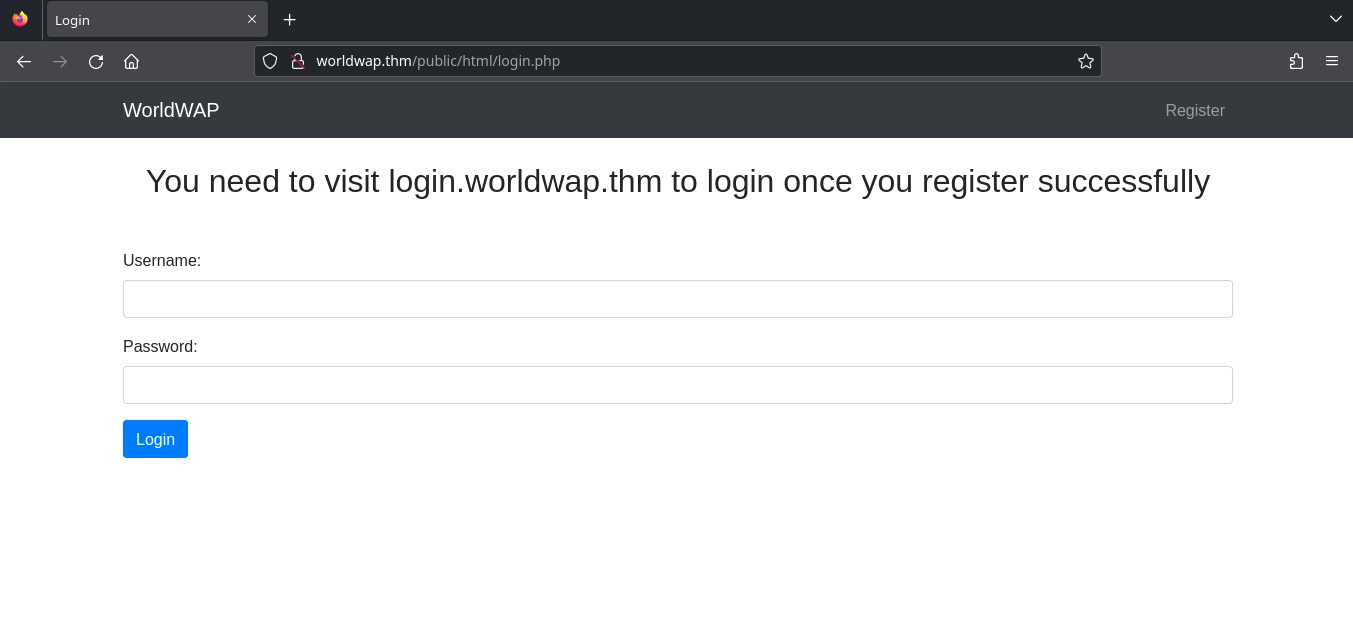 Login
worldwap.thm/public/html/login.php
WorldWAP
Register
You need to visit login.worldwap.thm to login once you register successfully
Username:
Password:
Login